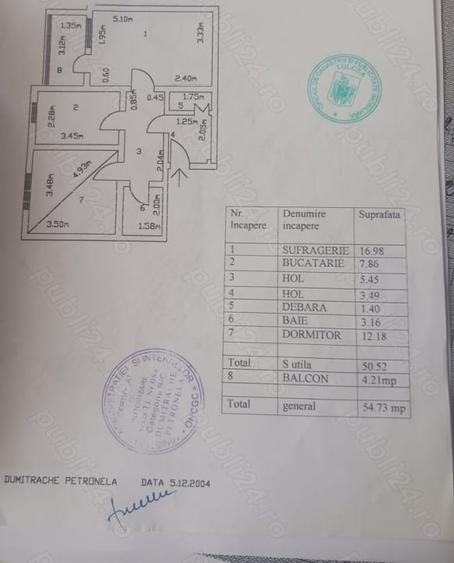 5.10m
1.35m
1.95m
1
3.33m
3.12m
8
0.60
2.40m
0.85m
0.45
1.75m
5
2
1.25m
2.28m
4
2.05m
3.45m
3
4.93m
2.04m
3.48m
7
6
2.00m
3.50m
1.58m
TULCEA
Nr. Incapere Denumire incapere Suprafata
1 SUFRAGERIE 16.98
2 BUCATARIE 7.86
3 HOL 5.45
4 HOL 3.49
5 DEBARA 1.40
6 BAIE 3.16
7 DORMITOR 12.18
Total S utila 50.52
8 BALCON 4.21mp
Total general 54.73 mp
DUMITRACHE
PETRONELA
DUMITRACHE PETRONELA DATA 5.12.2004
publi24.ro